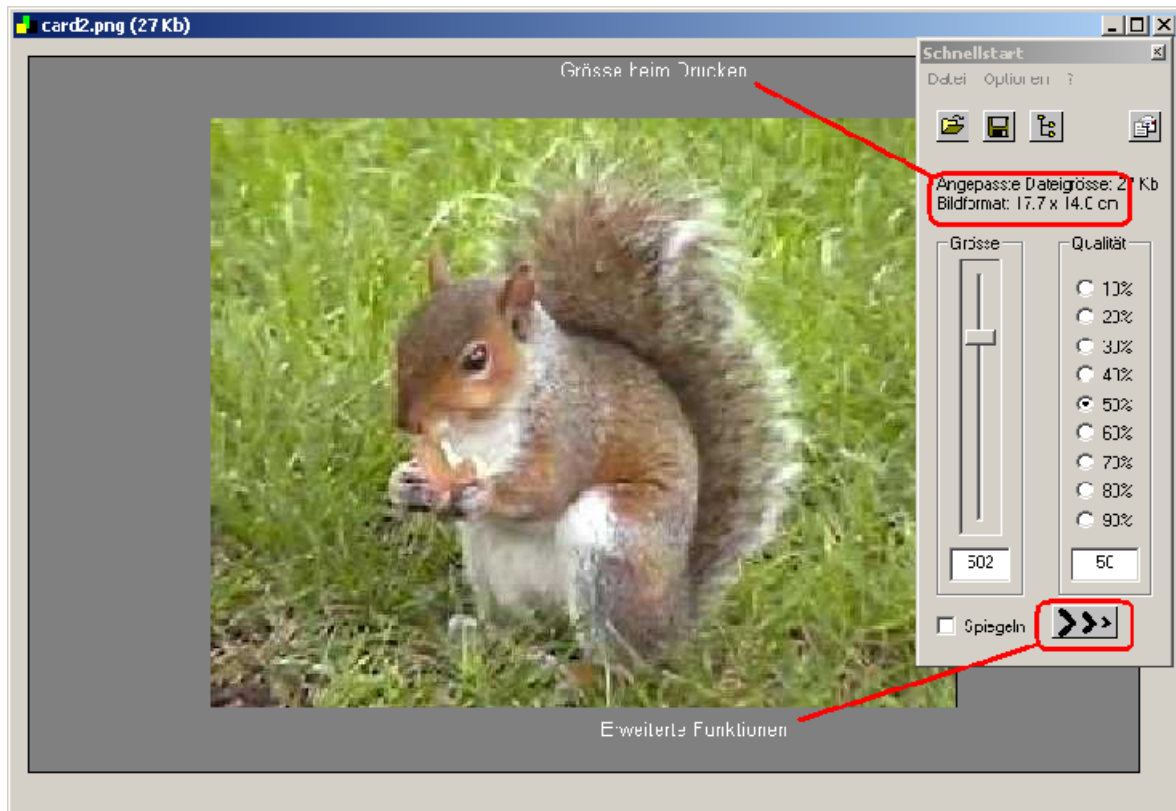 card2.png (27 Kb)
Grösse beim Drucken
Schnellstart
Datei Optionen ?
Angepasste Dateigrösse: 27 Kb
Bildformat: 17.7 x 14.0 cm
Grösse
Qualität
10%
20%
30%
40%
50%
60%
70%
80%
90%
502
50
Spiegeln
Erweiterte Funktionen